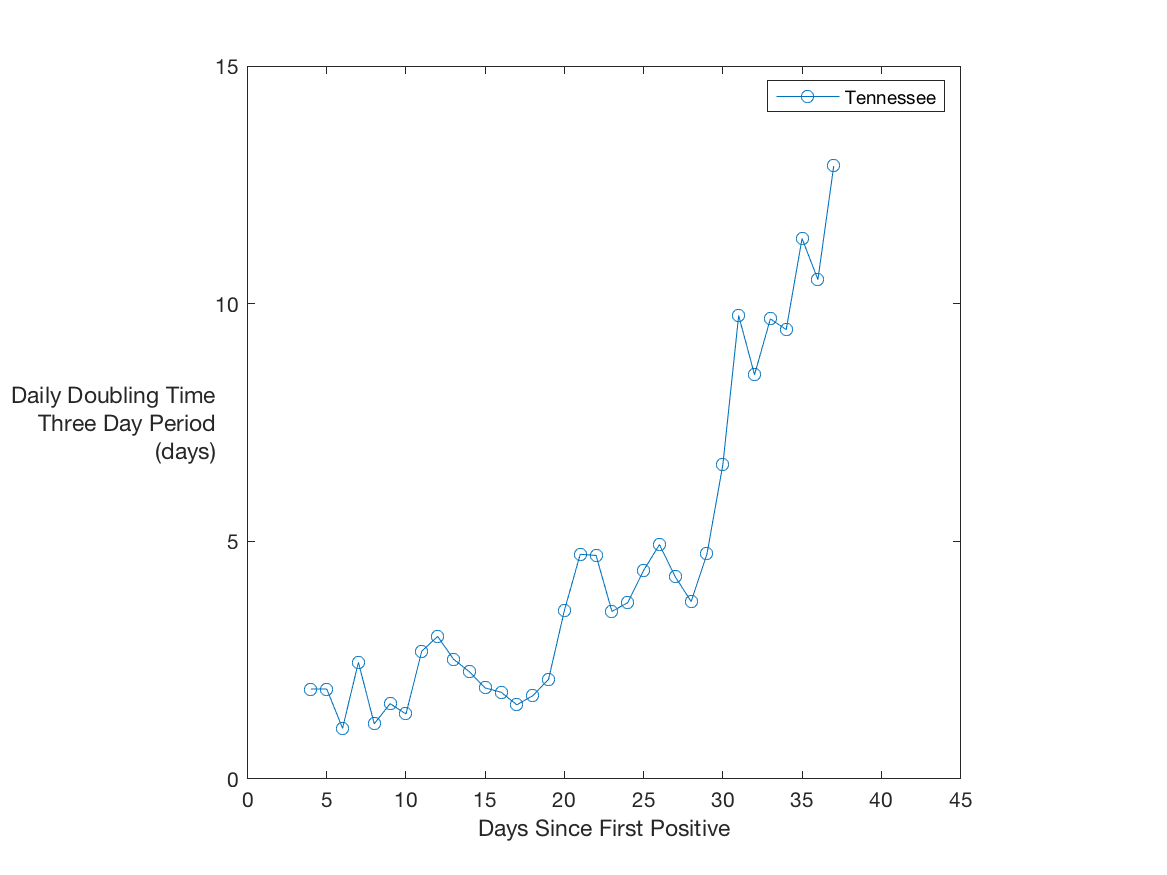 15
Tennessee
10
Daily Doubling Time
Three Day Period
(days)
5
0
0 5 10 15 20 25 30 35 40 45
Days Since First Positive